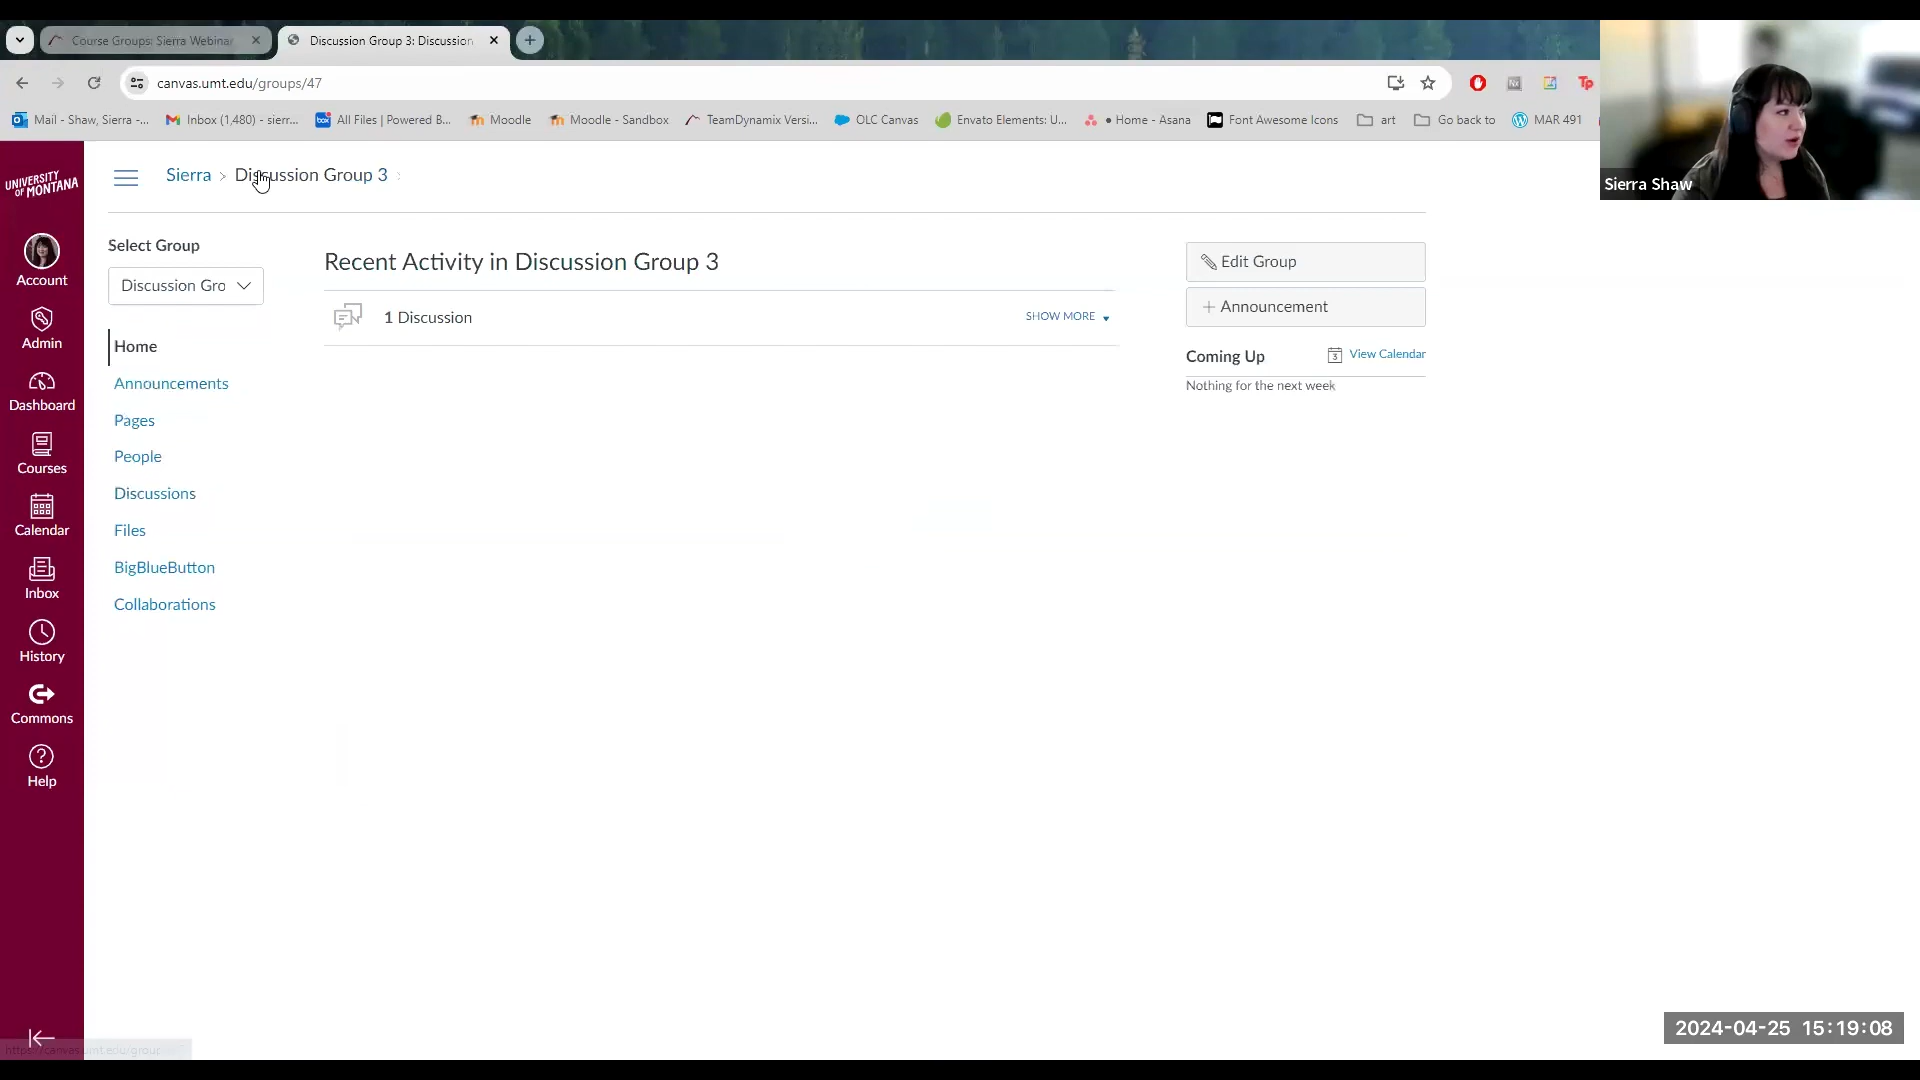 Course Groups: Sierra Webinar
Discussion Group 3: Discussion
canvas.umt.edu/groups/47
Mail - Shaw, Sierra -...
Inbox (1,480) - sierr...
All Files | Powered B...
Moodle
Moodle - Sandbox
TeamDynamix Versi...
OLC Canvas
Envato Elements: U...
• Home - Asana
Font Awesome Icons
art
Go back to
MAR 491
Sierra Shaw
UNIVERSITY OF MONTANA
Account
Admin
Dashboard
Courses
Calendar
Inbox
History
Commons
Help
Sierra > Discussion Group 3
Select Group
Discussion Gro
Home
Announcements
Pages
People
Discussions
Files
BigBlueButton
Collaborations
Recent Activity in Discussion Group 3
1 Discussion
SHOW MORE
Edit Group
+ Announcement
Coming Up
View Calendar
Nothing for the next week
https://canvas.umt.edu/group
2024-04-25 15:19:08